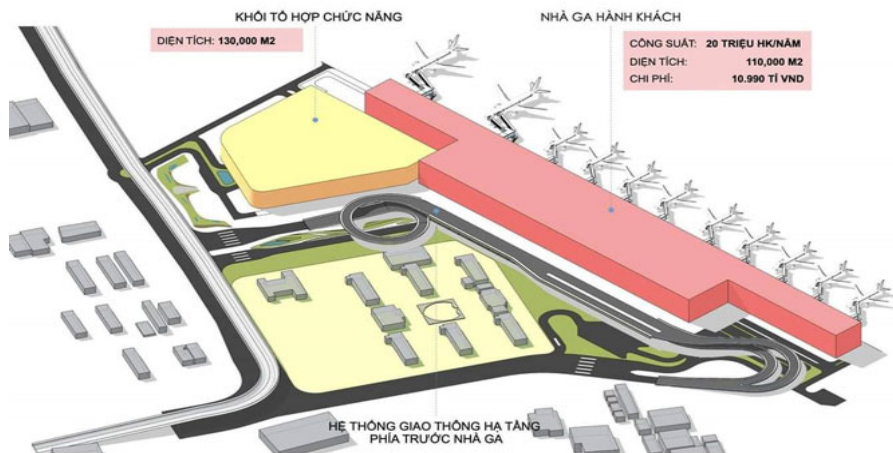 KHỐI TỔ HỢP CHỨC NĂNG
DIỆN TÍCH: 130,000 M2
NHÀ GA HÀNH KHÁCH
CÔNG SUẤT: 20 TRIỆU HK/NĂM
DIỆN TÍCH: 110,000 M2
CHI PHÍ: 10.990 TỈ VND
HỆ THỐNG GIAO THÔNG HẠ TẦNG
PHÍA TRƯỚC NHÀ GA